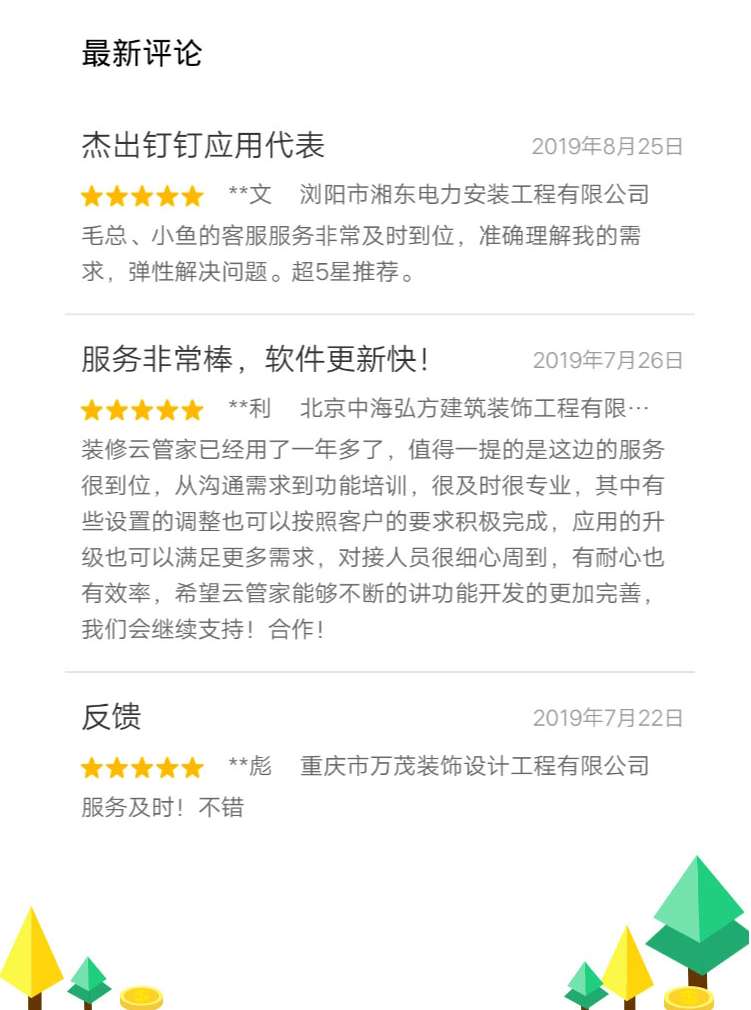 最新评论
杰出钉钉应用代表 2019年8月25日
**文 浏阳市湘东电力安装工程有限公司
毛总、小鱼的客服服务非常及时到位，准确理解我的需
求，弹性解决问题。超5星推荐。
服务非常棒，软件更新快！ 2019年7月26日
**利 北京中海弘方建筑装饰工程有限…
装修云管家已经用了一年多了，值得一提的是这边的服务
很到位，从沟通需求到功能培训，很及时很专业，其中有
些设置的调整也可以按照客户的要求积极完成，应用的升
级也可以满足更多需求，对接人员很细心周到，有耐心也
有效率，希望云管家能够不断的讲功能开发的更加完善，
我们会继续支持！合作！
反馈 2019年7月22日
**彪 重庆市万茂装饰设计工程有限公司
服务及时！不错